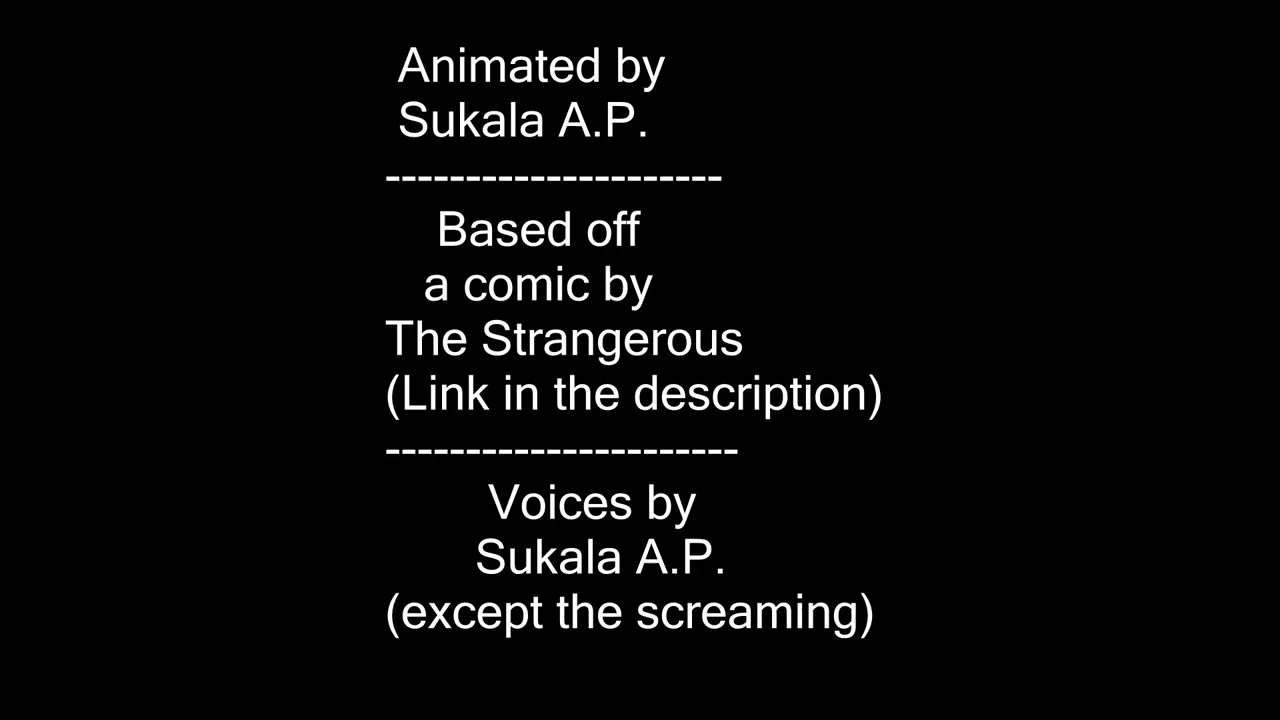 Animated by
Sukala A.P.
---------------------
Based off
a comic by
The Strangerous
(Link in the description)
----------------------
Voices by
Sukala A.P.
(except the screaming)